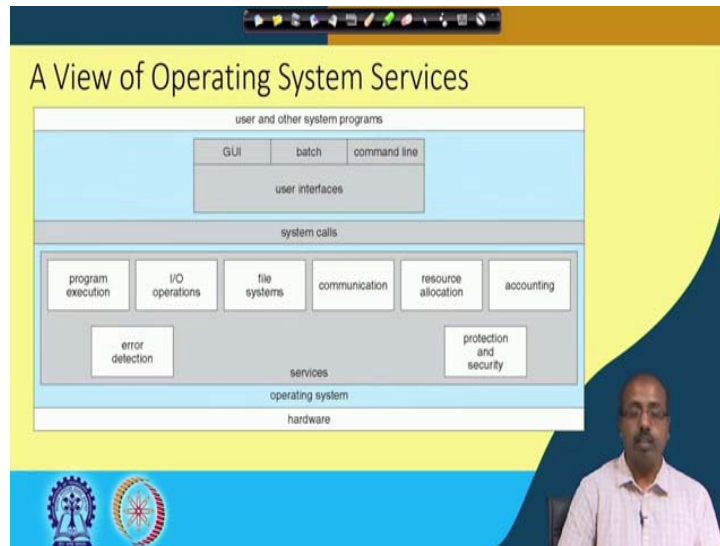 A View of Operating System Services
user and other system programs
GUI batch command line
user interfaces
system calls
program
execution
I/O
operations
file
systems
communication
resource
allocation
accounting
error
detection
protection
and
security
services
operating system
hardware